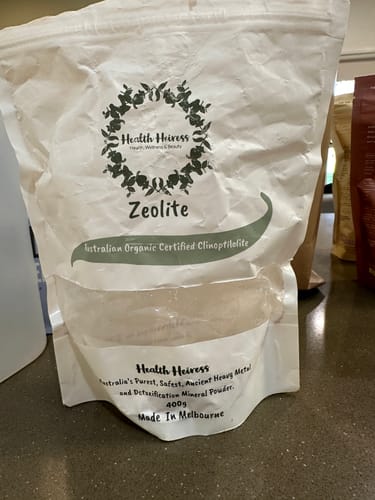 Health Heiress
Health, Wellness & Beauty
Zeolite
Australian Organic Certified Clinoptilolite
Health Heiress
Australia's Purest, Safest, Ancient Heavy Metal
and Detsxification Mineral Powder.
400g
Made In Melbourne